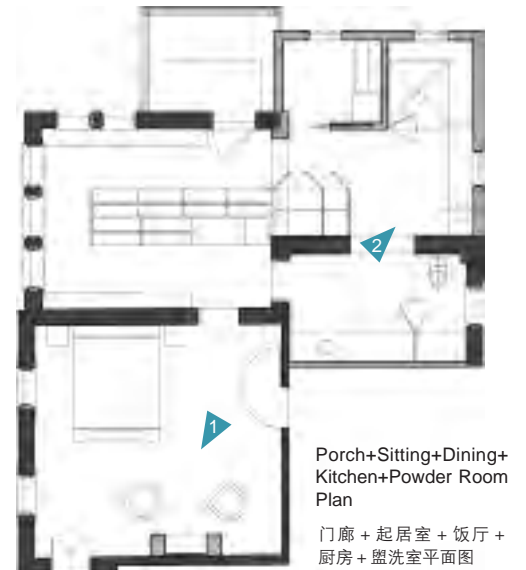 2
1
Porch+Sitting+Dining+
Kitchen+Powder Room
Plan
门廊 + 起居室 + 饭厅 +
厨房 + 盥洗室平面图